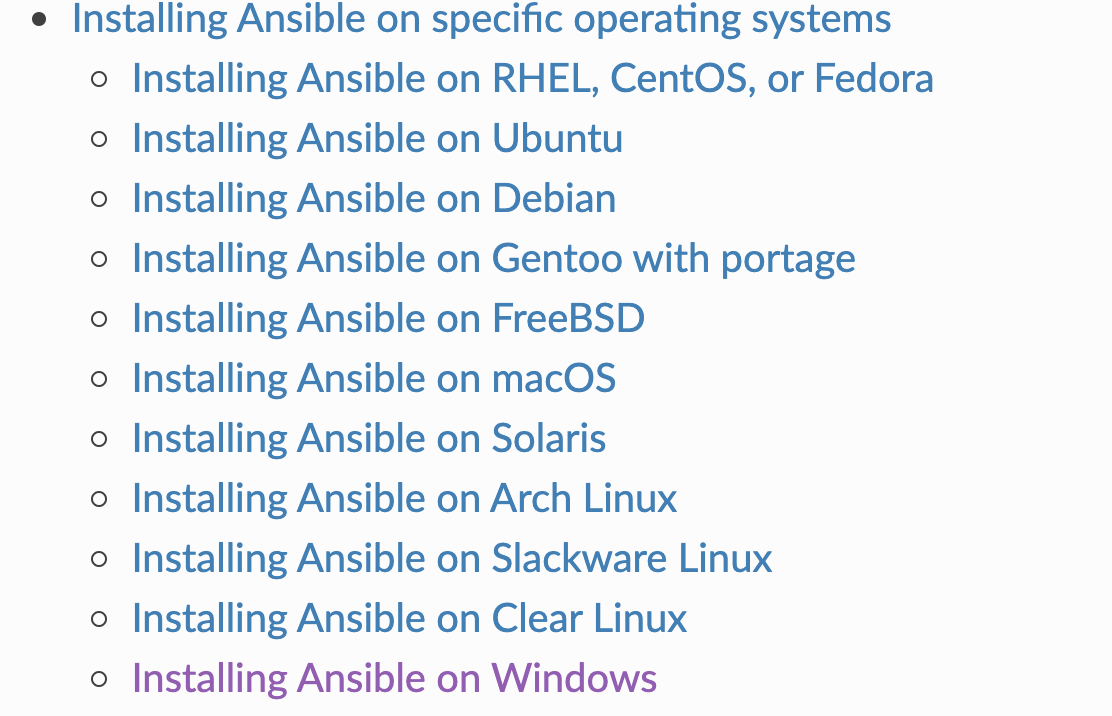 Installing Ansible on specific operating systems
Installing Ansible on RHEL, CentOS, or Fedora
Installing Ansible on Ubuntu
Installing Ansible on Debian
Installing Ansible on Gentoo with portage
Installing Ansible on FreeBSD
Installing Ansible on macOS
Installing Ansible on Solaris
Installing Ansible on Arch Linux
Installing Ansible on Slackware Linux
Installing Ansible on Clear Linux
Installing Ansible on Windows